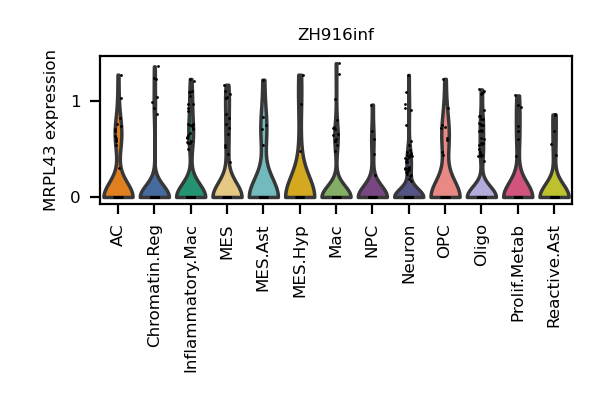 ZH916inf
MRPL43 expression
1
0
AC
Chromatin.Reg
Inflammatory.Mac
MES
MES.Ast
MES.Hyp
Mac
NPC
Neuron
OPC
Oligo
Prolif.Metab
Reactive.Ast